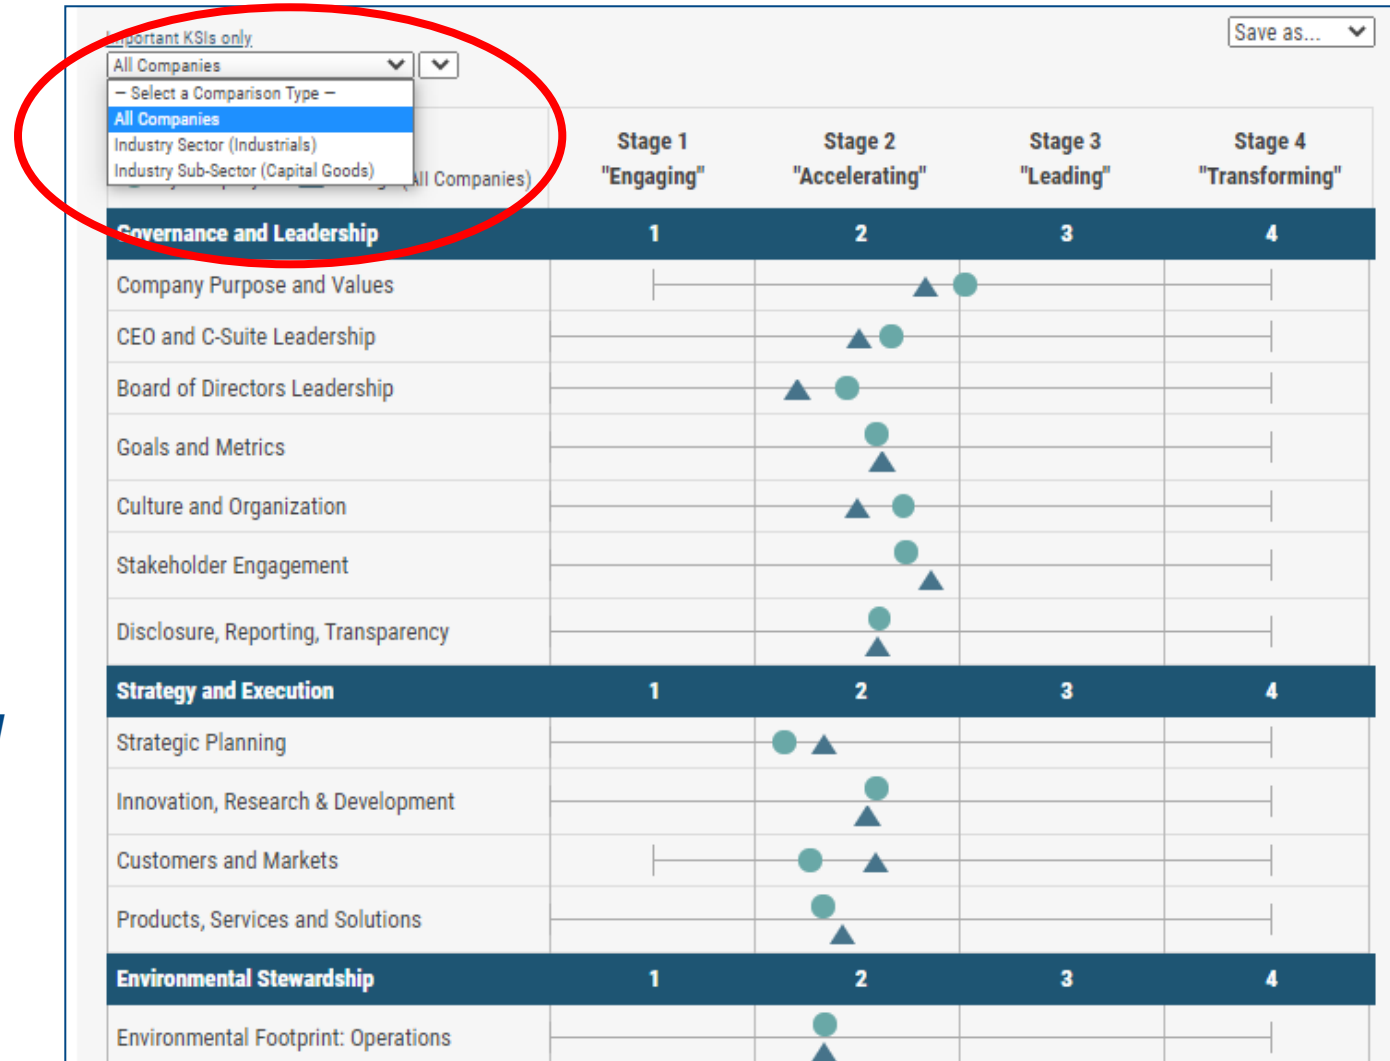 Important KSIs only
Save as...
All Companies
— Select a Comparison Type —
All Companies
Industry Sector (Industrials)
Industry Sub-Sector (Capital Goods)
(All Companies)
Stage 1 Stage 2 Stage 3 Stage 4
"Engaging" "Accelerating" "Leading" "Transforming"
Governance and Leadership 1 2 3 4
Company Purpose and Values
CEO and C-Suite Leadership
Board of Directors Leadership
Goals and Metrics
Culture and Organization
Stakeholder Engagement
Disclosure, Reporting, Transparency
Strategy and Execution 1 2 3 4
Strategic Planning
Innovation, Research & Development
Customers and Markets
Products, Services and Solutions
Environmental Stewardship 1 2 3 4
Environmental Footprint: Operations